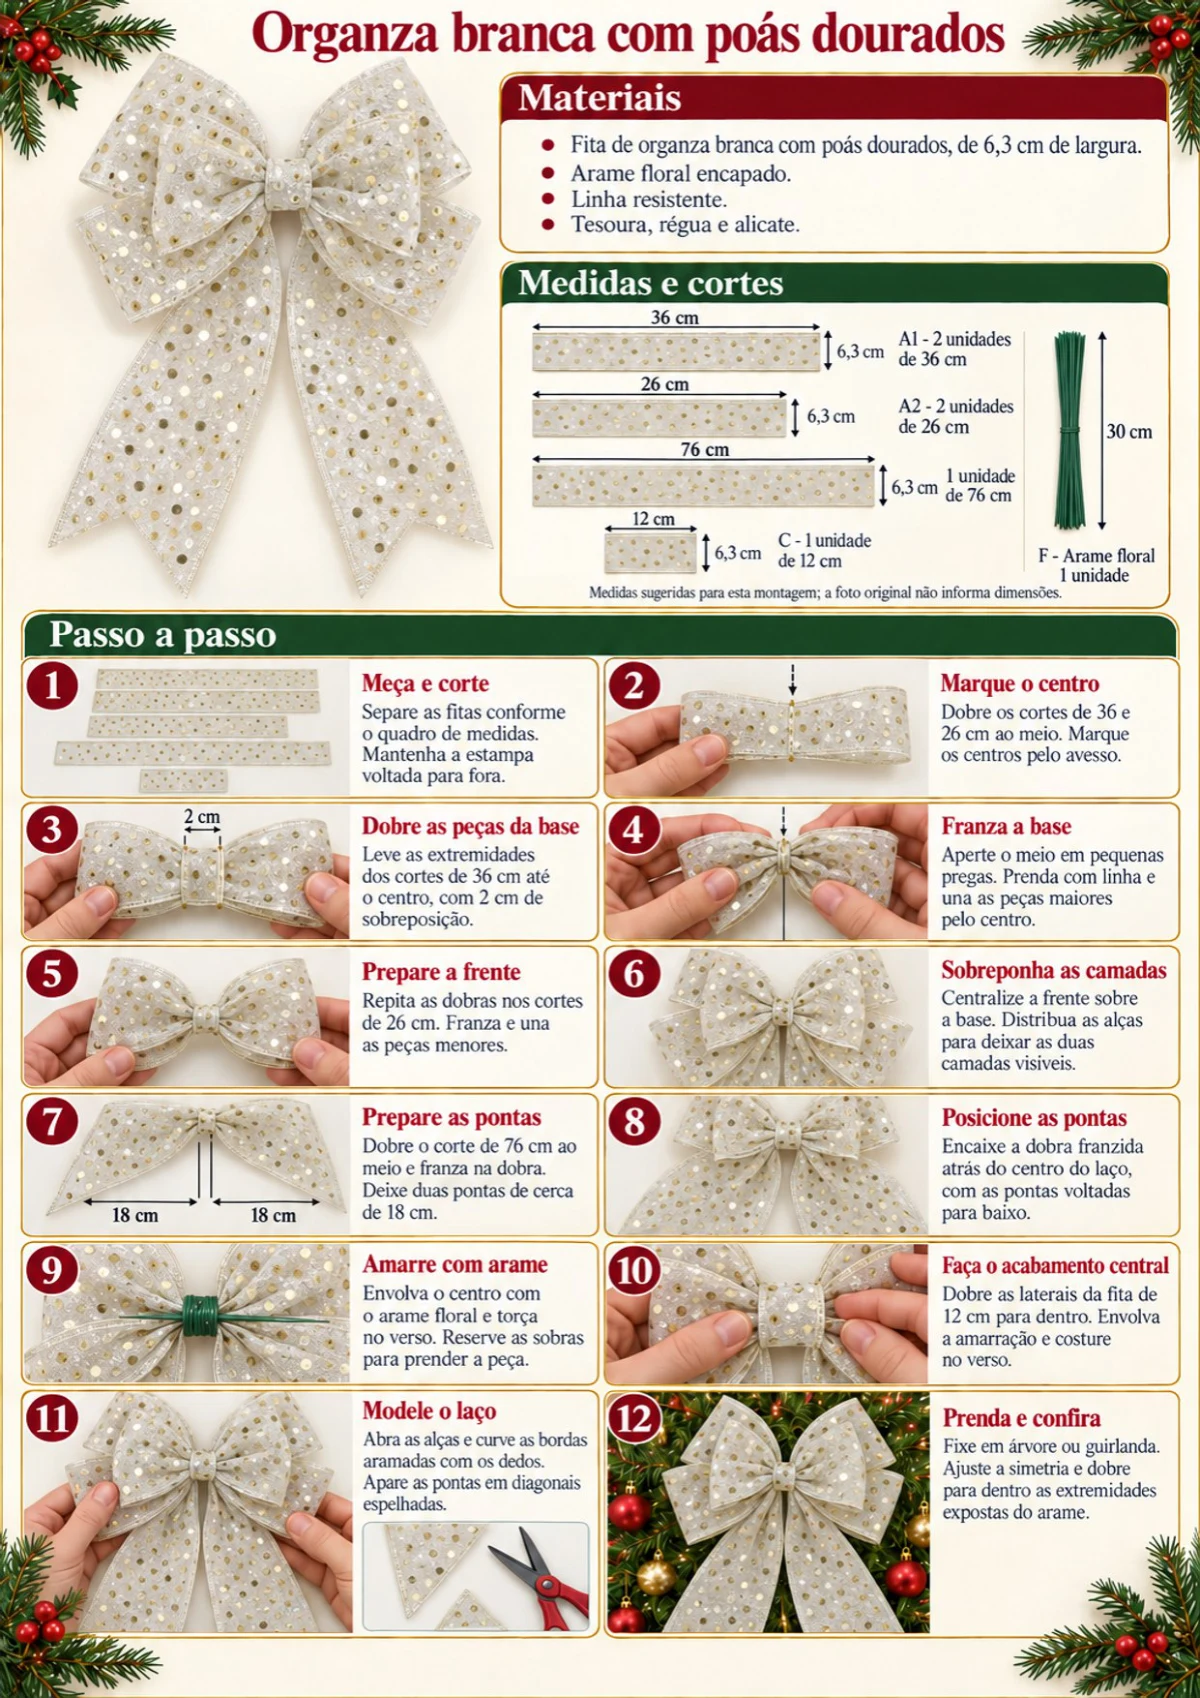 Organza branca com poás dourados
Materiais
• Fita de organza branca com poás dourados, de 6,3 cm de largura.
• Arame floral encapado.
• Linha resistente.
• Tesoura, régua e alicate.
Medidas e cortes
36 cm
6,3 cm
A1 - 2 unidades
de 36 cm
26 cm
6,3 cm
A2 - 2 unidades
de 26 cm
76 cm
6,3 cm
1 unidade
de 76 cm
12 cm
6,3 cm
C - 1 unidade
de 12 cm
30 cm
F - Arame floral
1 unidade
Medidas sugeridas para esta montagem; a foto original não informa dimensões.
Passo a passo
1
Meça e corte
Separe as fitas conforme
o quadro de medidas.
Mantenha a estampa
voltada para fora.
2
Marque o centro
Dobre os cortes de 36 e
26 cm ao meio. Marque
os centros pelo avesso.
3
2 cm
Dobre as peças da base
Leve as extremidades
dos cortes de 36 cm até
o centro, com 2 cm de
sobreposição.
4
Franza a base
Aperte o meio em pequenas
pregas. Prenda com linha e
una as peças maiores
pelo centro.
5
Prepare a frente
Repita as dobras nos cortes
de 26 cm. Franza e una
as peças menores.
6
Sobreponha as camadas
Centralize a frente sobre
a base. Distribua as alças
para deixar as duas
camadas visiveis.
7
18 cm
18 cm
Prepare as pontas
Dobre o corte de 76 cm ao
meio e franza na dobra.
Deixe duas pontas de cerca
de 18 cm.
8
Posicione as pontas
Encaixe a dobra franzida
atrás do centro do laço,
com as pontas voltadas
para baixo.
9
Amarre com arame
Envolva o centro com
o arame floral e torça
no verso. Reserve as sobras
para prender a peça.
10
Faça o acabamento central
Dobre as laterais da fita de
12 cm para dentro. Envolva
a amarração e costure
no verso.
11
Modele o laço
Abra as alças e curve as bordas
aramadas com os dedos.
Apare as pontas em diagonais
espelhadas.
12
Prenda e confira
Fixe em árvore ou guirlanda.
Ajuste a simetria e dobre
para dentro as extremidades
expostas do arame.